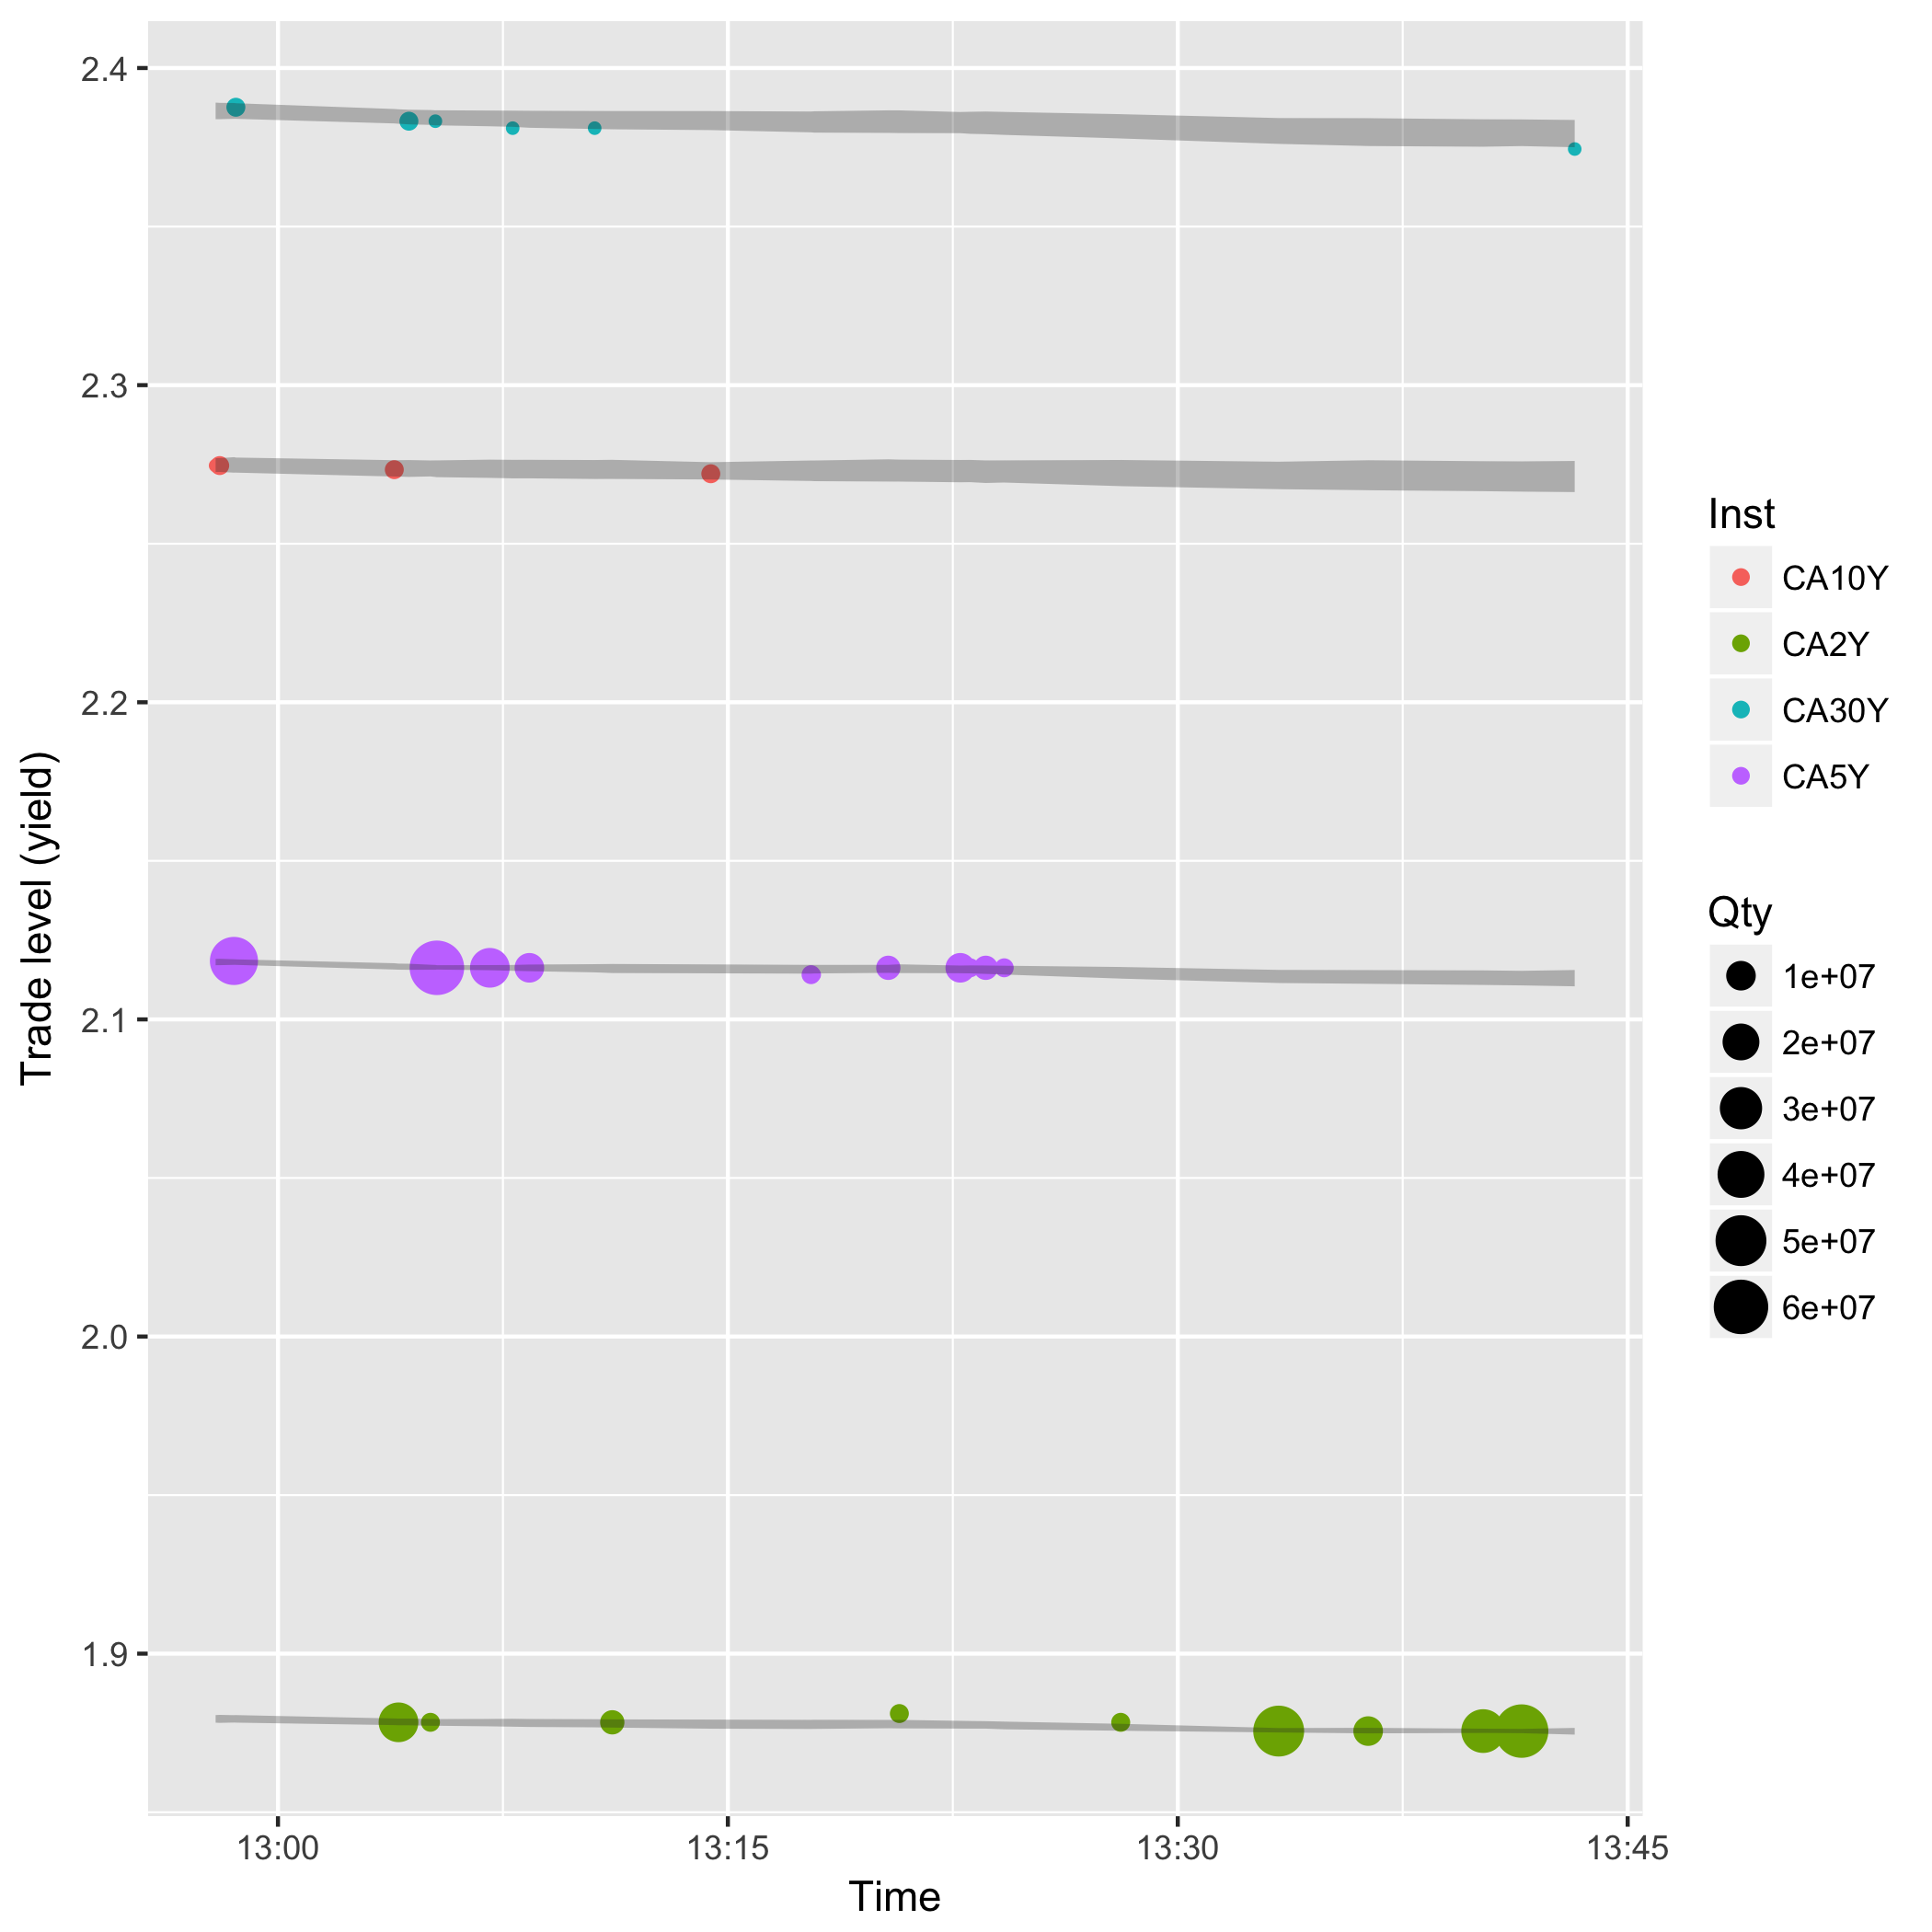 2.4
2.3
2.2
2.1
2.0
1.9
Trade level (yield)
13:00
13:15
13:30
13:45
Time
Inst
CA10Y
CA2Y
CA30Y
CA5Y
Qty
1e+07
2e+07
3e+07
4e+07
5e+07
6e+07